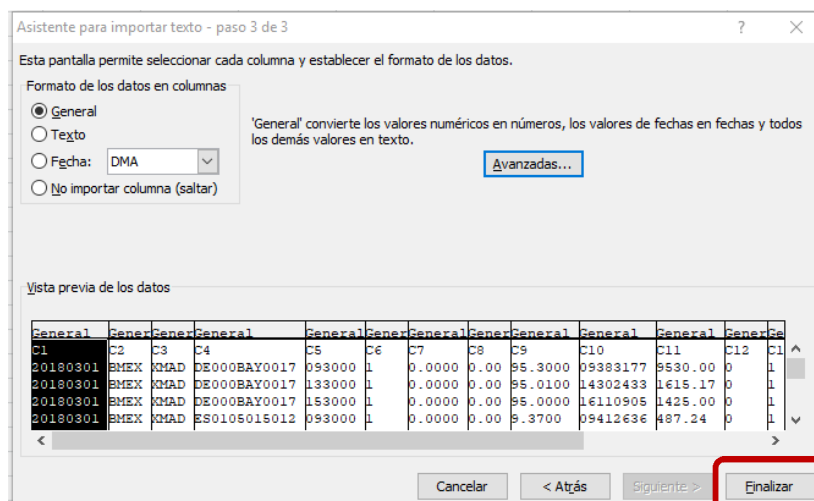 Asistente para importar texto - paso 3 de 3 ?
Esta pantalla permite seleccionar cada columna y establecer el formato de los datos.
Formato de los datos en columnas
General
Texto
Fecha: DMA
No importar columna (saltar)
'General' convierte los valores numéricos en números, los valores de fechas en fechas y todos
los demás valores en texto.
Avanzadas...
Vista previa de los datos
General Gener Gener General General Gener General Gener General General General Gener Ge
C1 C2 C3 C4 C5 C6 C7 C8 C9 C10 C11 C12 C1
20180301 BMEX XMAD DE000BAY0017 093000 1 0.0000 0.00 95.3000 09383177 9530.00 0 1
20180301 BMEX XMAD DE000BAY0017 133000 1 0.0000 0.00 95.0100 14302433 1615.17 0 1
20180301 BMEX XMAD DE000BAY0017 153000 1 0.0000 0.00 95.0000 16110905 1425.00 0 1
20180301 BMEX XMAD ES0105015012 093000 1 0.0000 0.00 9.3700 09412636 487.24 0 1
Cancelar < Atrás Siguiente > Finalizar